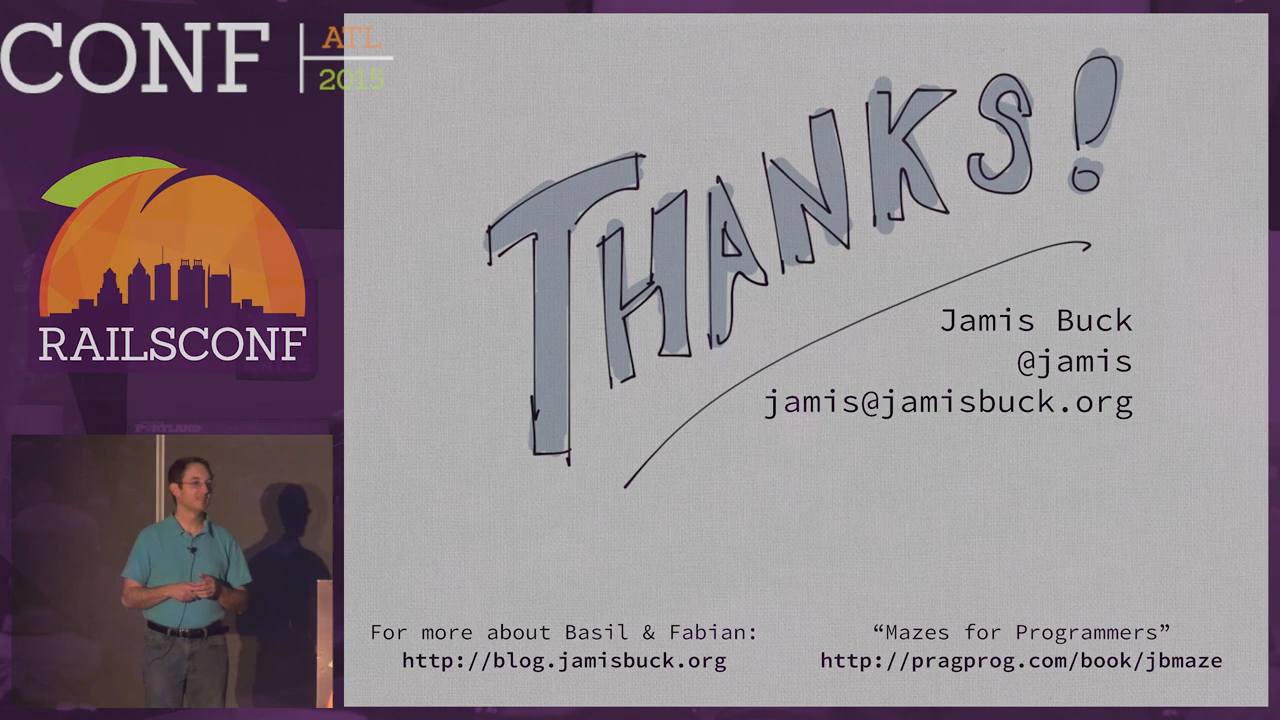 CONF
ATL
2015
RAILSCONF
THANKS!
Jamis Buck
@jamis
jamis@jamisbuck.org
For more about Basil & Fabian:
http://blog.jamisbuck.org
“Mazes for Programmers”
http://pragprog.com/book/jbmaze
PORTLAND